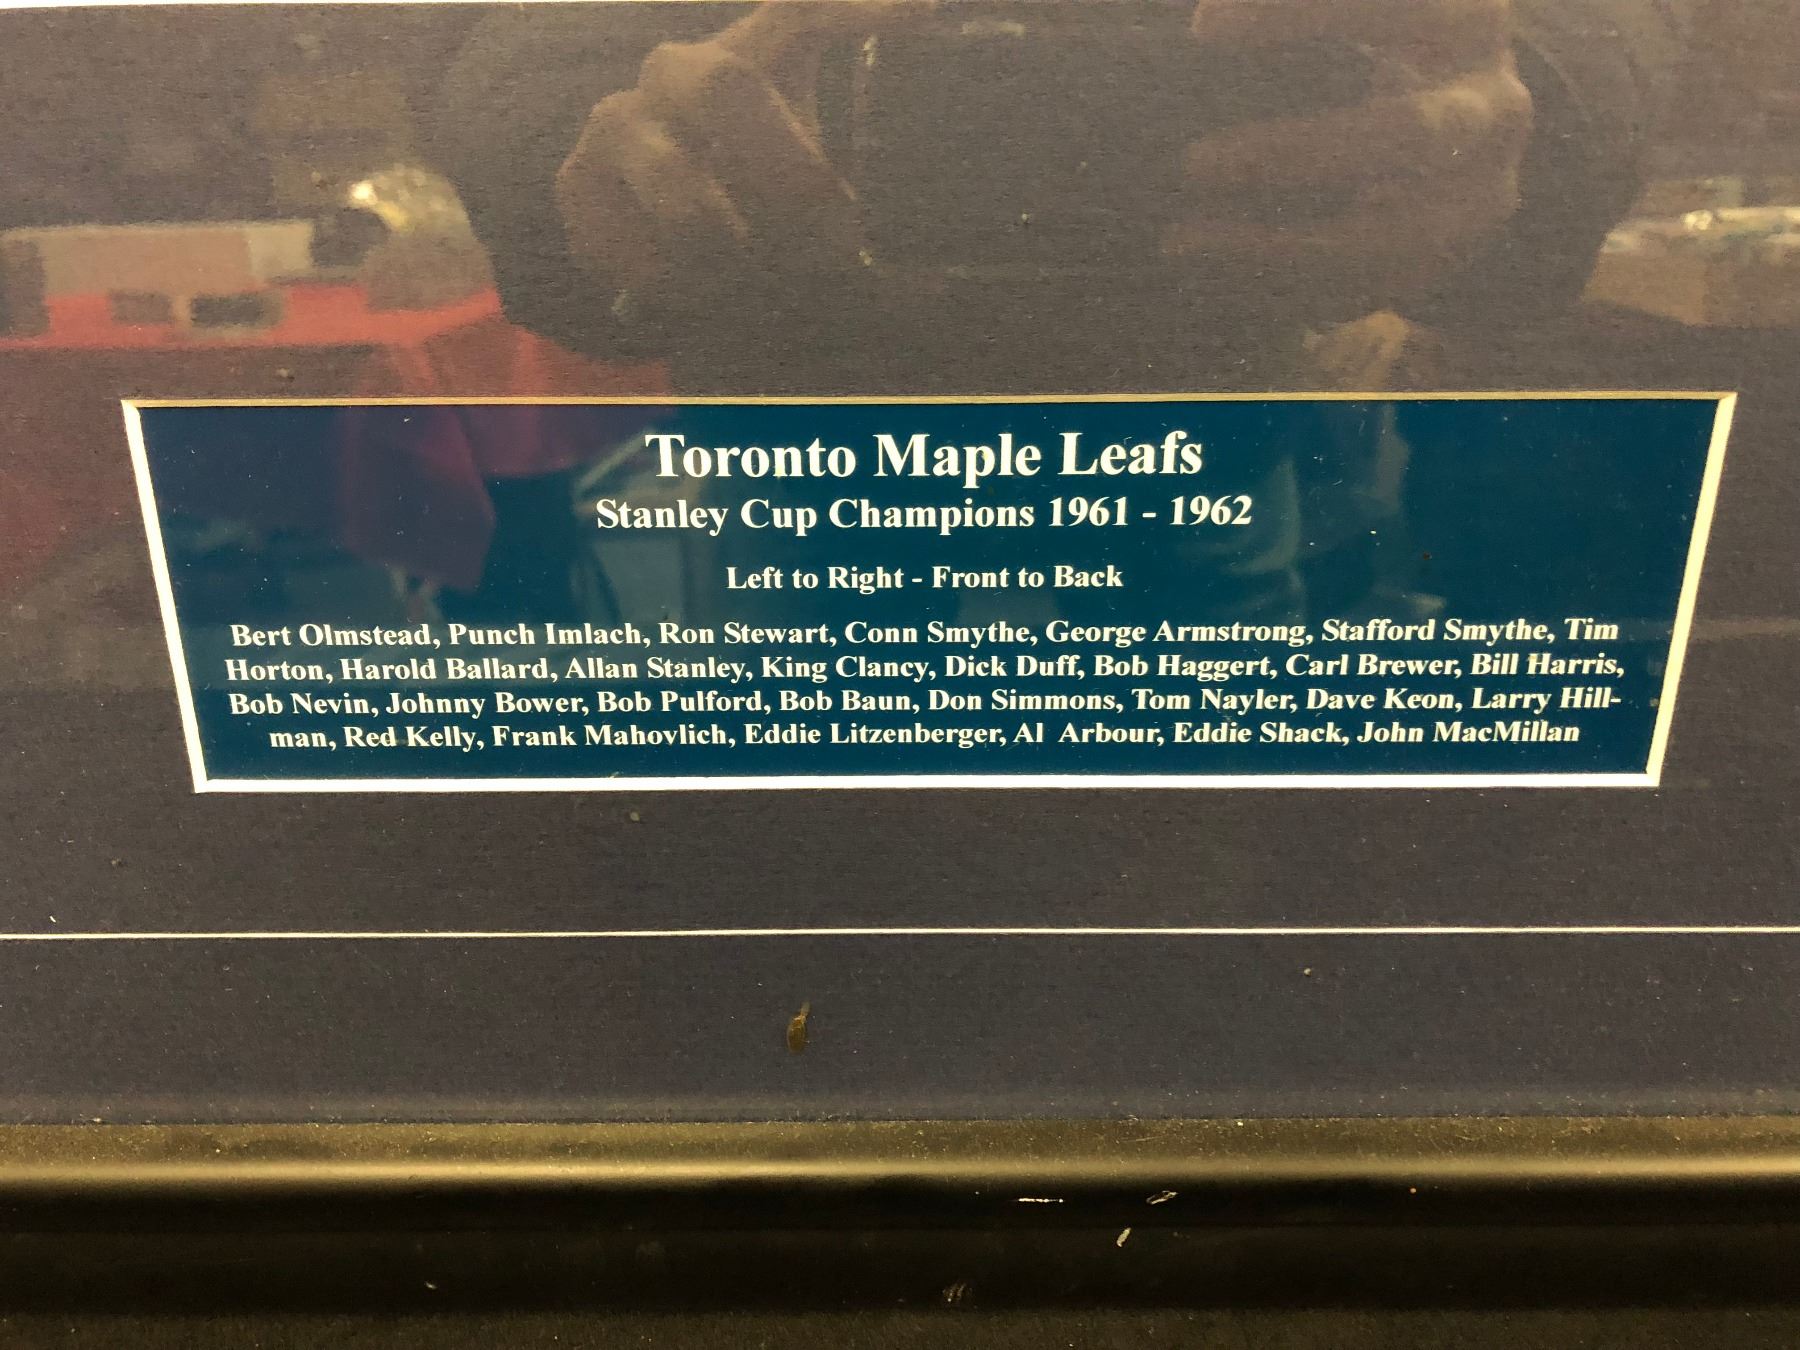 Toronto Maple Leafs
Stanley Cup Champions 1961 - 1962
Left to Right - Front to Back
Bert Olmstead, Punch Imlach, Ron Stewart, Conn Smythe, George Armstrong, Stafford Smythe, Tim
Horton, Harold Ballard, Allan Stanley, King Clancy, Dick Duff, Bob Haggert, Carl Brewer, Bill Harris,
Bob Nevin, Johnny Bower, Bob Pulford, Bob Baun, Don Simmons, Tom Nayler, Dave Keon, Larry Hill-
man, Red Kelly, Frank Mahovlich, Eddie Litzenberger, Al Arbour, Eddie Shack, John MacMillan